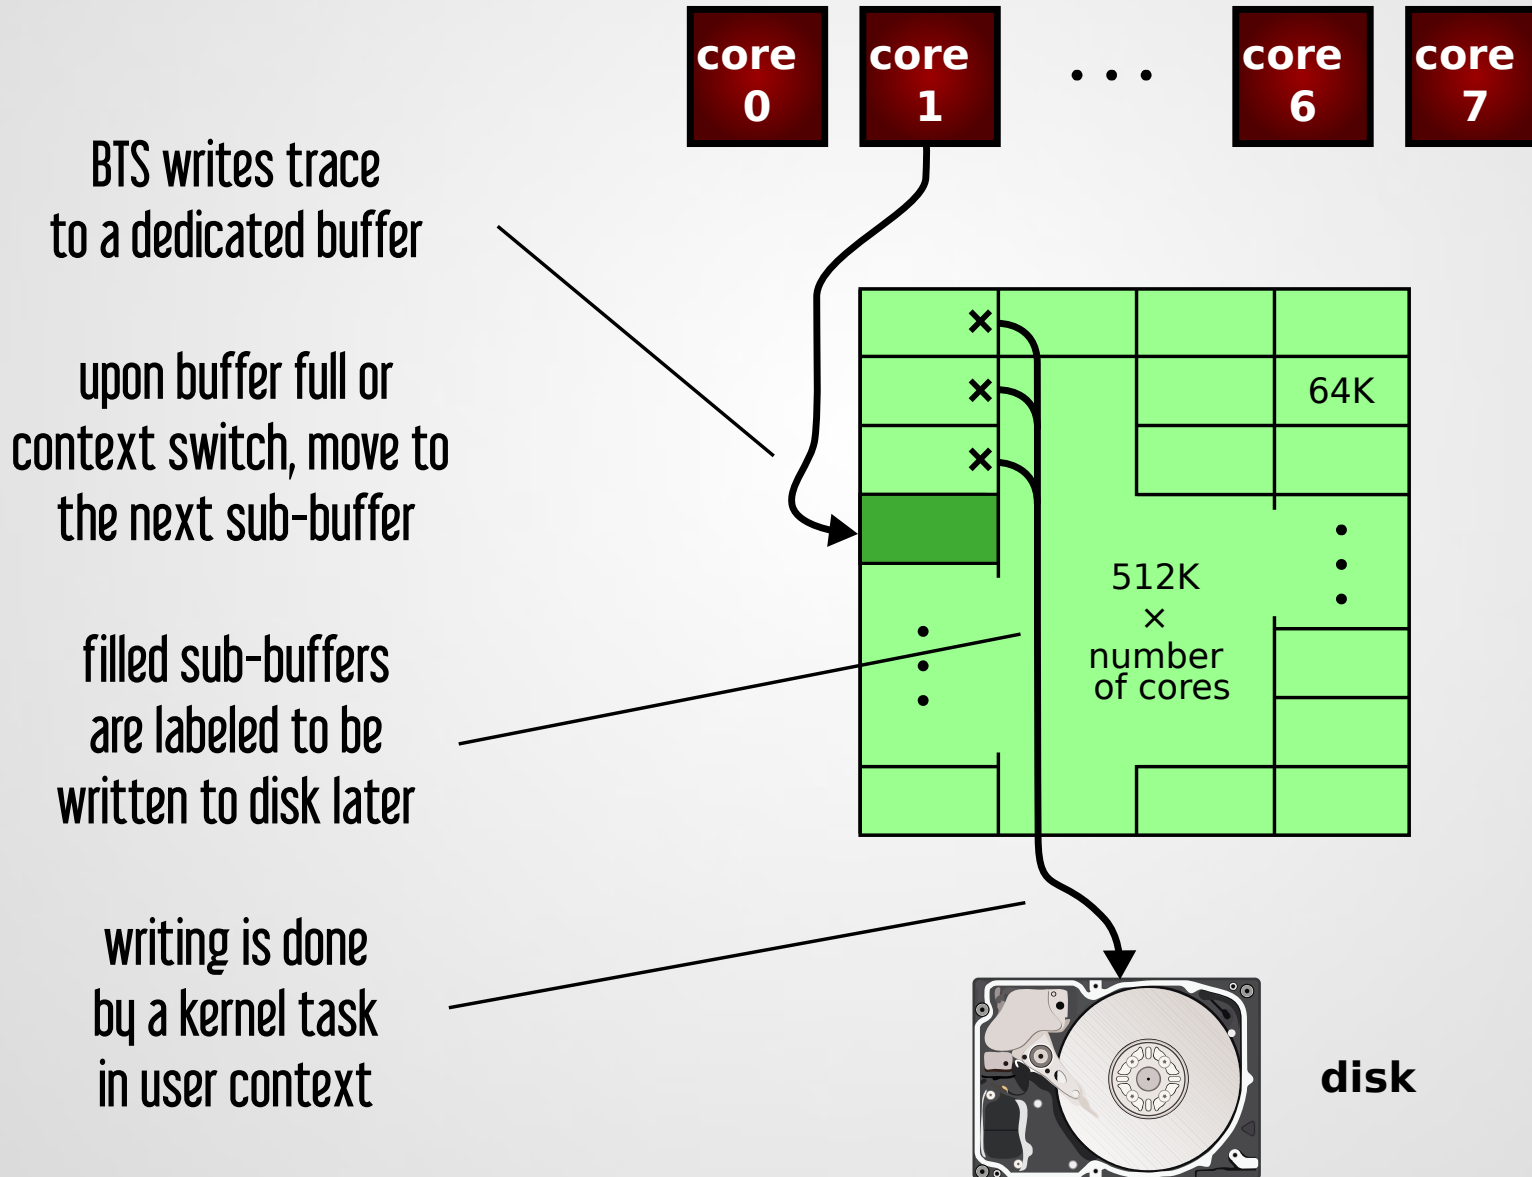 core
0
core
1
. . .
core
6
core
7
BTS writes trace
to a dedicated buffer
upon buffer full or
context switch, move to
the next sub-buffer
filled sub-buffers
are labeled to be
written to disk later
writing is done
by a kernel task
in user context
64K
512K
×
number
of cores
disk